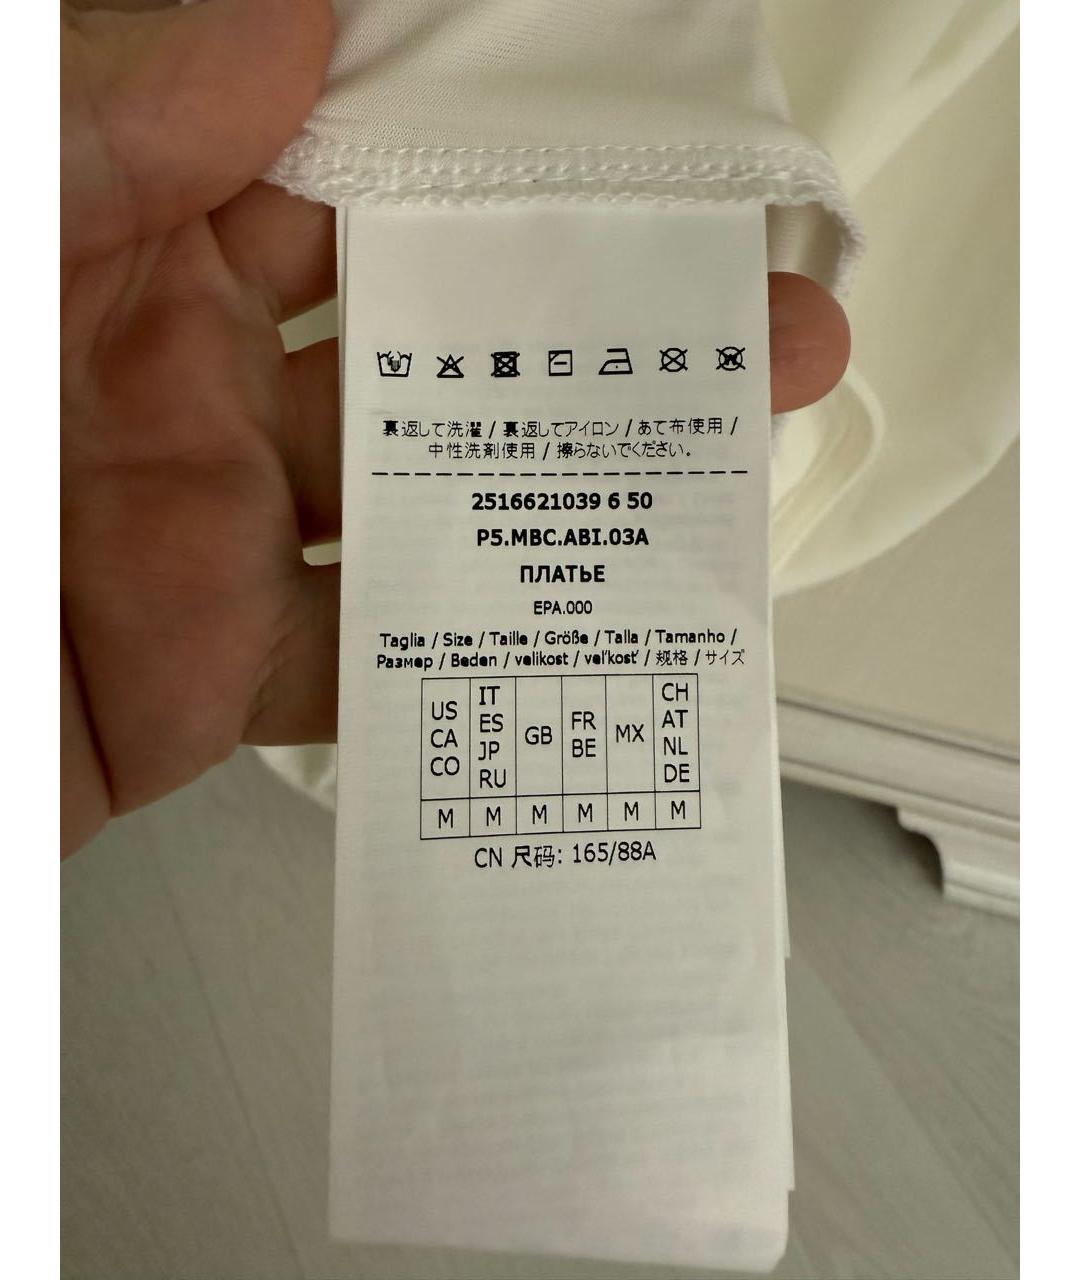 裏返して洗濯 / 裏返してアイロン / あて布使用 /
中性洗剤使用 / 擦らないでください。
2516621039 6 50
P5.MBC.ABI.03A
ПЛАТЬЕ
EPA.000
Taglia / Size / Taille / Größe / Talla / Tamanho /
Размер / Beden / velikost / veľkosť / 规格 / サイズ
US CA CO IT ES JP RU GB FR BE MX CH AT NL DE
M M M M M M
CN 尺码: 165/88A